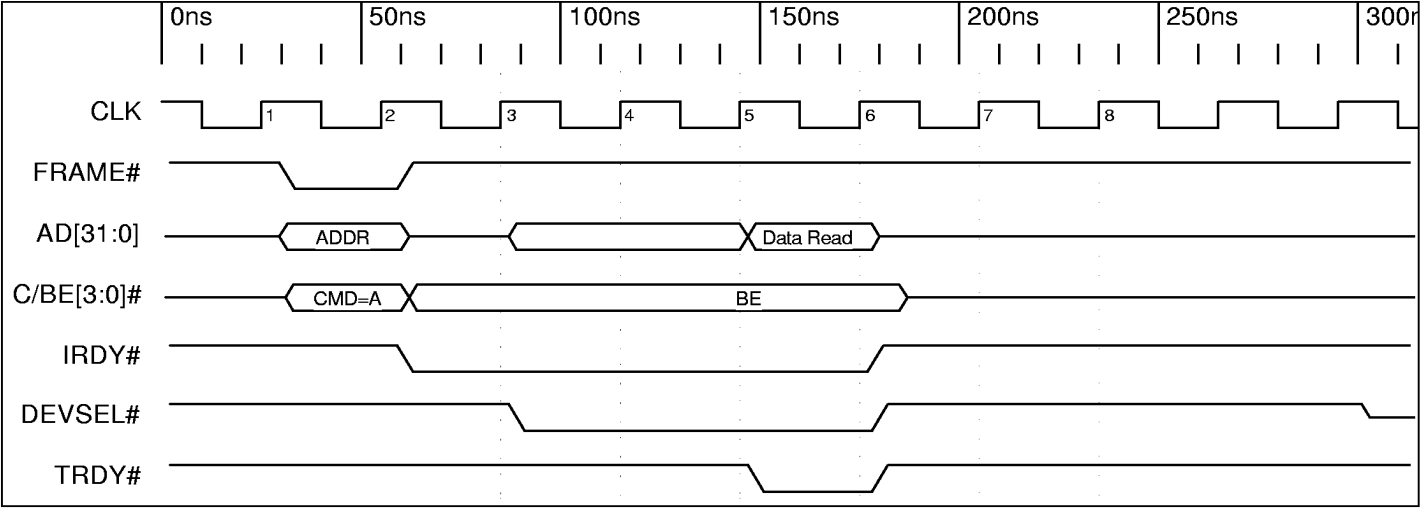 0ns 50ns 100ns 150ns 200ns 250ns 300n
CLK 1 2 3 4 5 6 7 8
FRAME#
AD[31:0] ADDR Data Read
C/BE[3:0]# CMD=A BE
IRDY#
DEVSEL#
TRDY#